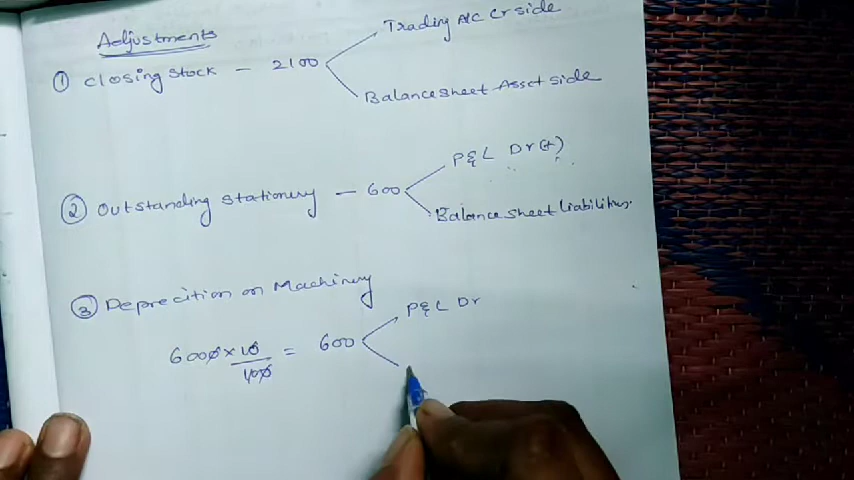 Adjustments
Trading A/C Cr side
① closing stock - 2100
Balance sheet Asset side
P&L Dr (+)
② Outstanding stationery - 600
Balance sheet liabilities
③ Deprecition on Machinery
P&L Dr
6000 × 10 = 600
100